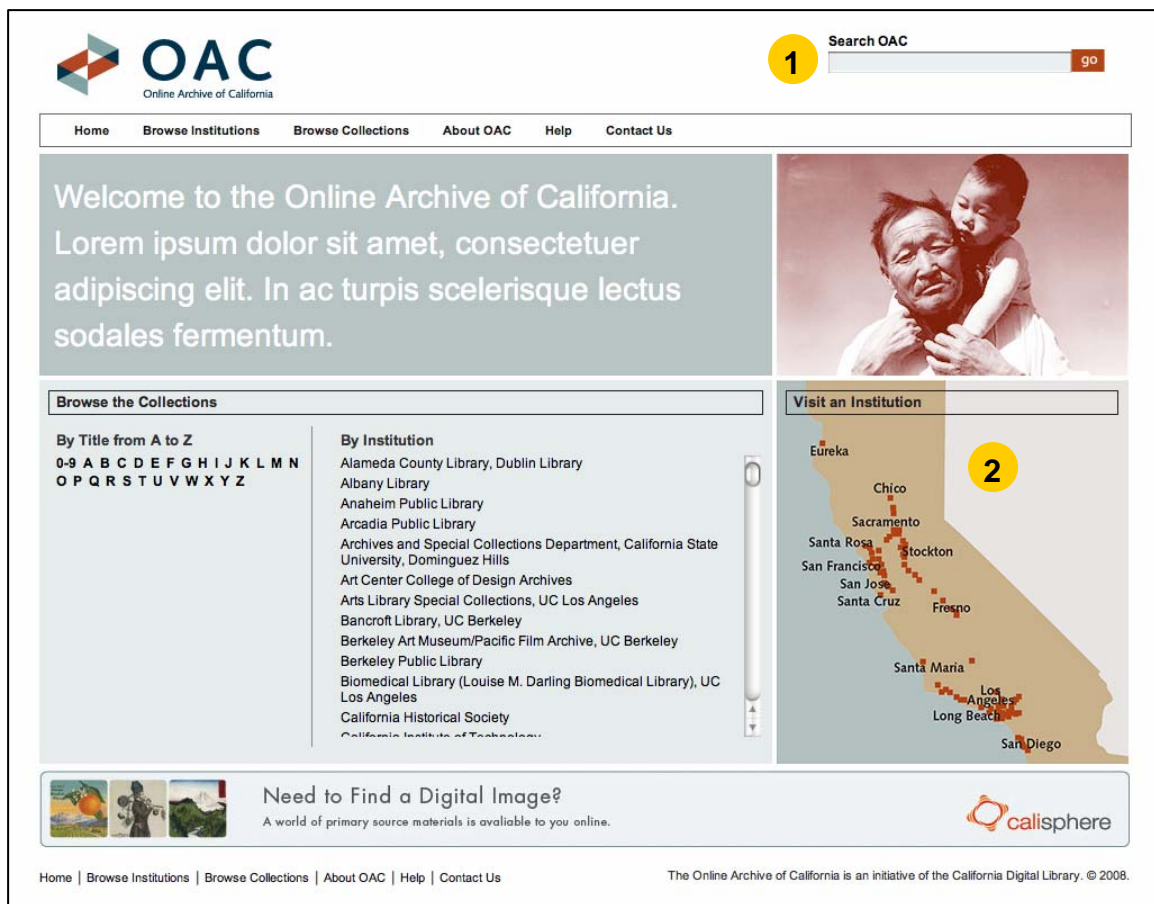 OAC
Online Archive of California
1
Search OAC
go
Home Browse Institutions Browse Collections About OAC Help Contact Us
Welcome to the Online Archive of California.
Lorem ipsum dolor sit amet, consectetuer
adipiscing elit. In ac turpis scelerisque lectus
sodales fermentum.
Browse the Collections
By Title from A to Z
0-9 A B C D E F G H I J K L M N
O P Q R S T U V W X Y Z
By Institution
Alameda County Library, Dublin Library
Albany Library
Anaheim Public Library
Arcadia Public Library
Archives and Special Collections Department, California State
University, Dominguez Hills
Art Center College of Design Archives
Arts Library Special Collections, UC Los Angeles
Bancroft Library, UC Berkeley
Berkeley Art Museum/Pacific Film Archive, UC Berkeley
Berkeley Public Library
Biomedical Library (Louise M. Darling Biomedical Library), UC
Los Angeles
California Historical Society
California Institute of Technology
Visit an Institution
2
Eureka
Chico
Sacramento
Santa Rosa
Stockton
San Francisco
San Jose
Santa Cruz
Fresno
Santa Maria
Los
Angeles
Long Beach
San Diego
Need to Find a Digital Image?
A world of primary source materials is avaliable to you online.
calisphere
Home | Browse Institutions | Browse Collections | About OAC | Help | Contact Us
The Online Archive of California is an initiative of the California Digital Library. © 2008.